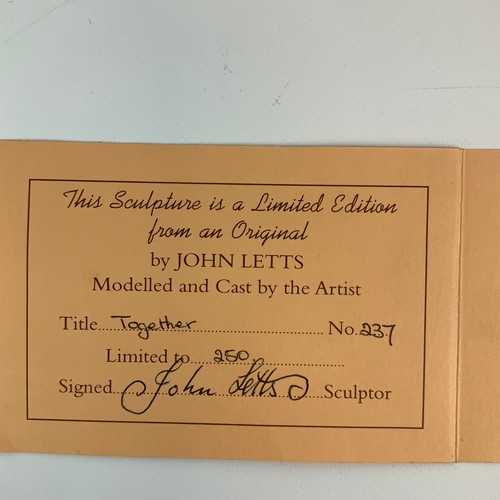 This Sculpture is a Limited Edition
from an Original
by JOHN LETTS
Modelled and Cast by the Artist
Title....Together.............................. No.237
Limited to....250..........................
Signed....John Letts............Sculptor